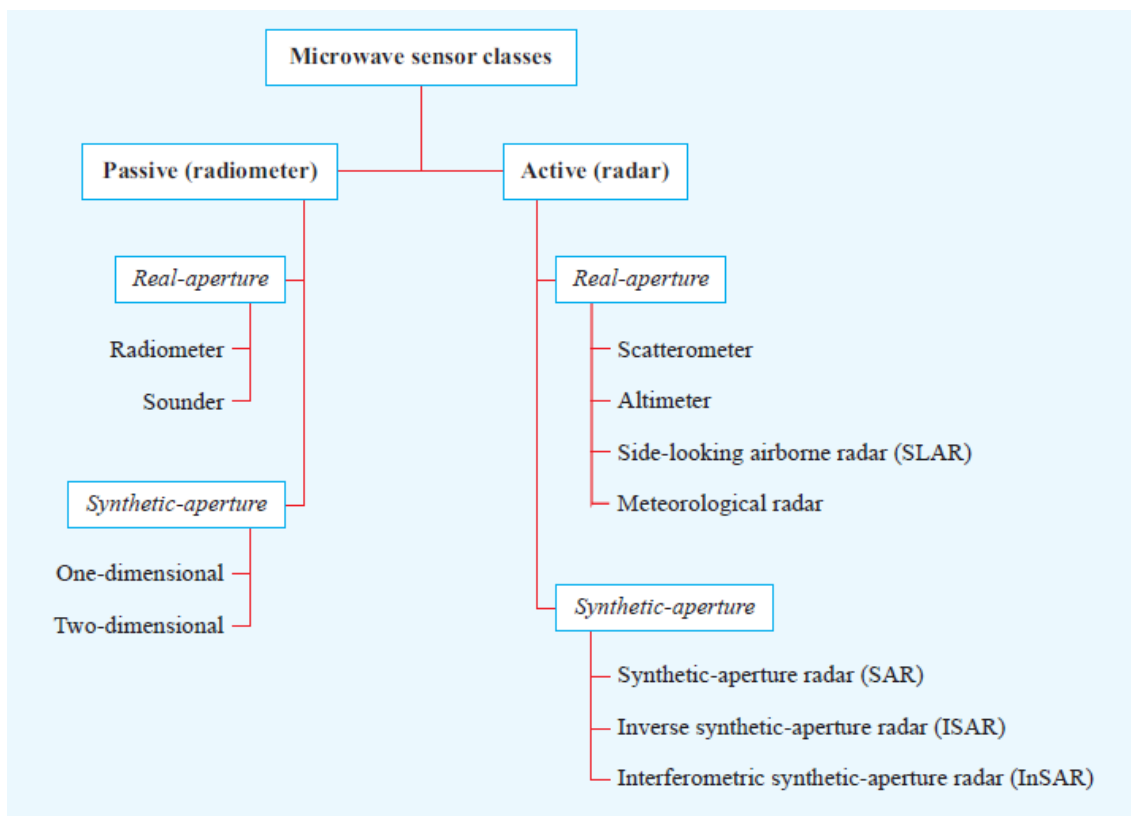 Microwave sensor classes
Passive (radiometer)
Active (radar)
Real-aperture
Radiometer
Sounder
Synthetic-aperture
One-dimensional
Two-dimensional
Real-aperture
Scatterometer
Altimeter
Side-looking airborne radar (SLAR)
Meteorological radar
Synthetic-aperture
Synthetic-aperture radar (SAR)
Inverse synthetic-aperture radar (ISAR)
Interferometric synthetic-aperture radar (InSAR)